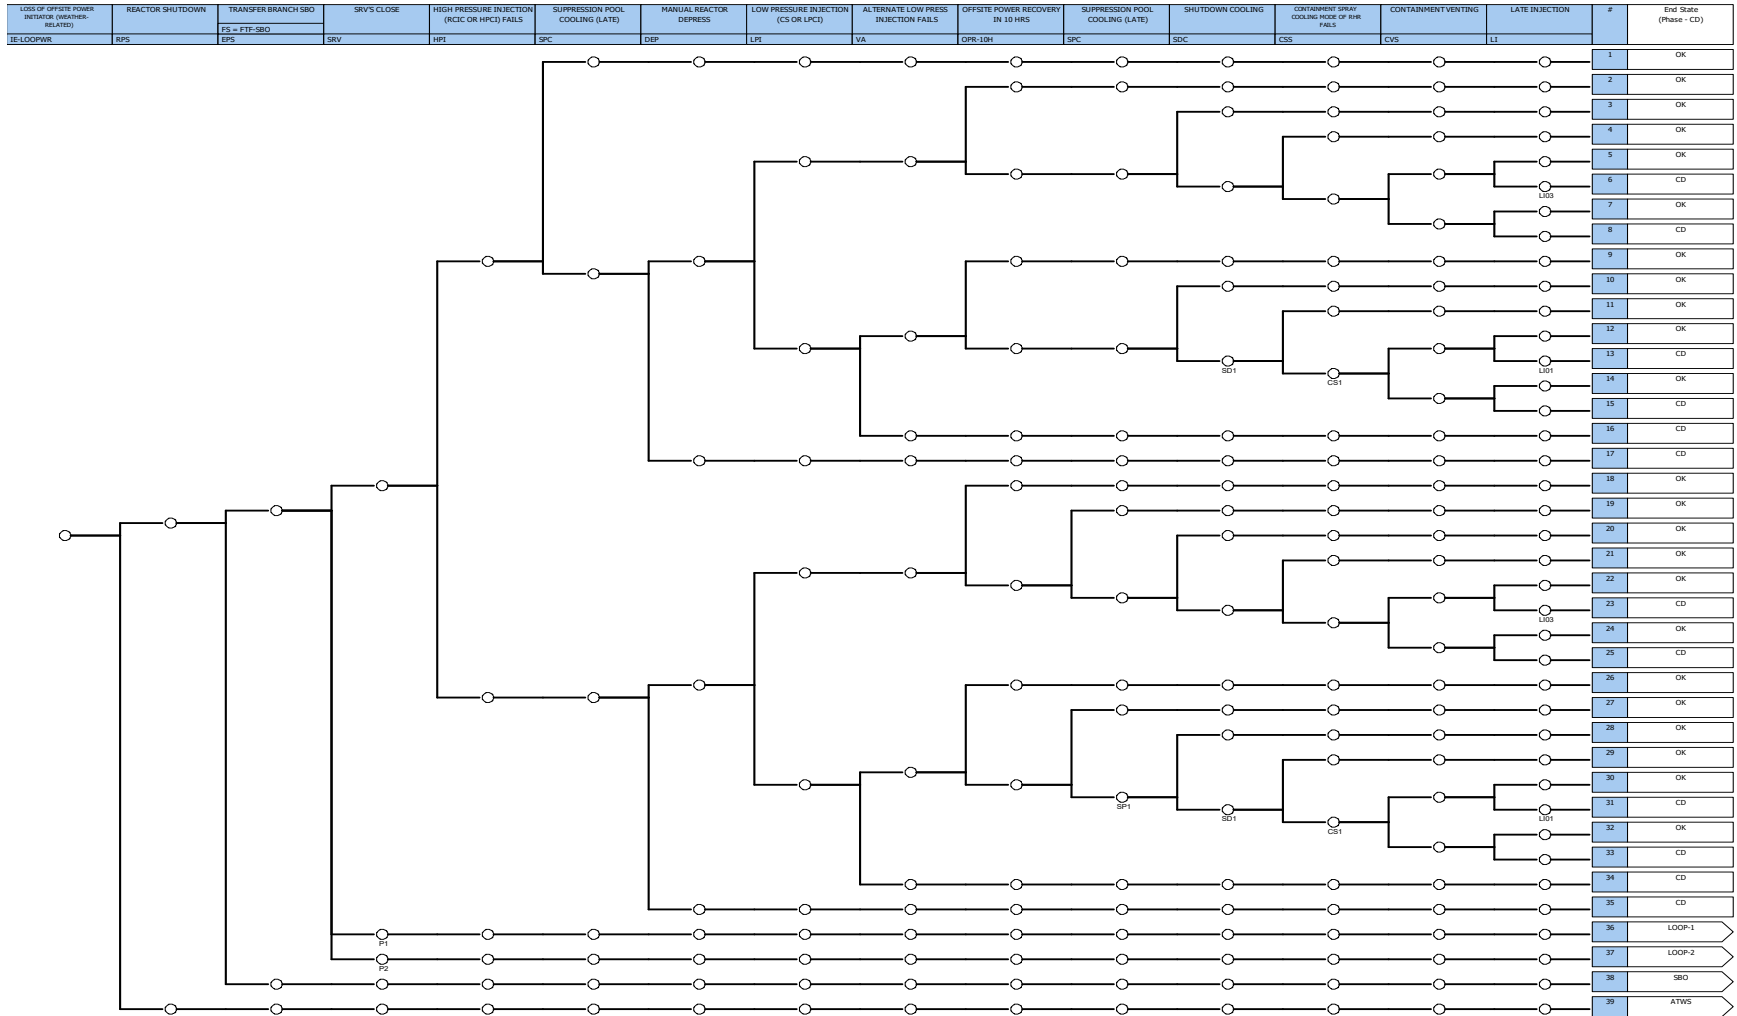 LOSS OF OFFSITE POWER
INITIATOR (WEATHER-
RELATED)
IE-LOOPWR
REACTOR SHUTDOWN
RPS
TRANSFER BRANCH SBO
FS = FTF-SBO
EPS
SRV'S CLOSE
SRV
HIGH PRESSURE INJECTION
(RCIC OR HPCI) FAILS
HPI
SUPPRESSION POOL
COOLING (LATE)
SPC
MANUAL REACTOR
DEPRESS
DEP
LOW PRESSURE INJECTION
(CS OR LPCI)
LPI
ALTERNATE LOW PRESS
INJECTION FAILS
VA
OFFSITE POWER RECOVERY
IN 10 HRS
OPR-10H
SUPPRESSION POOL
COOLING (LATE)
SPC
SHUTDOWN COOLING
SDC
CONTAINMENT SPRAY
COOLING MODE OF RHR
FAILS
CSS
CONTAINMENT VENTING
CVS
LATE INJECTION
LI
#
End State
(Phase - CD)
1 OK
2 OK
3 OK
4 OK
5 OK
6 CD
LI03
7 OK
8 CD
9 OK
10 OK
11 OK
12 OK
13 CD
SD1
LI01
CS1
14 OK
15 CD
16 CD
17 CD
18 OK
19 OK
20 OK
21 OK
22 OK
23 CD
LI03
24 OK
25 CD
26 OK
27 OK
28 OK
29 OK
30 OK
SP1
31 CD
SD1
LI01
CS1
32 OK
33 CD
34 CD
35 CD
36 LOOP-1
P1
37 LOOP-2
P2
38 SBO
39 ATWS